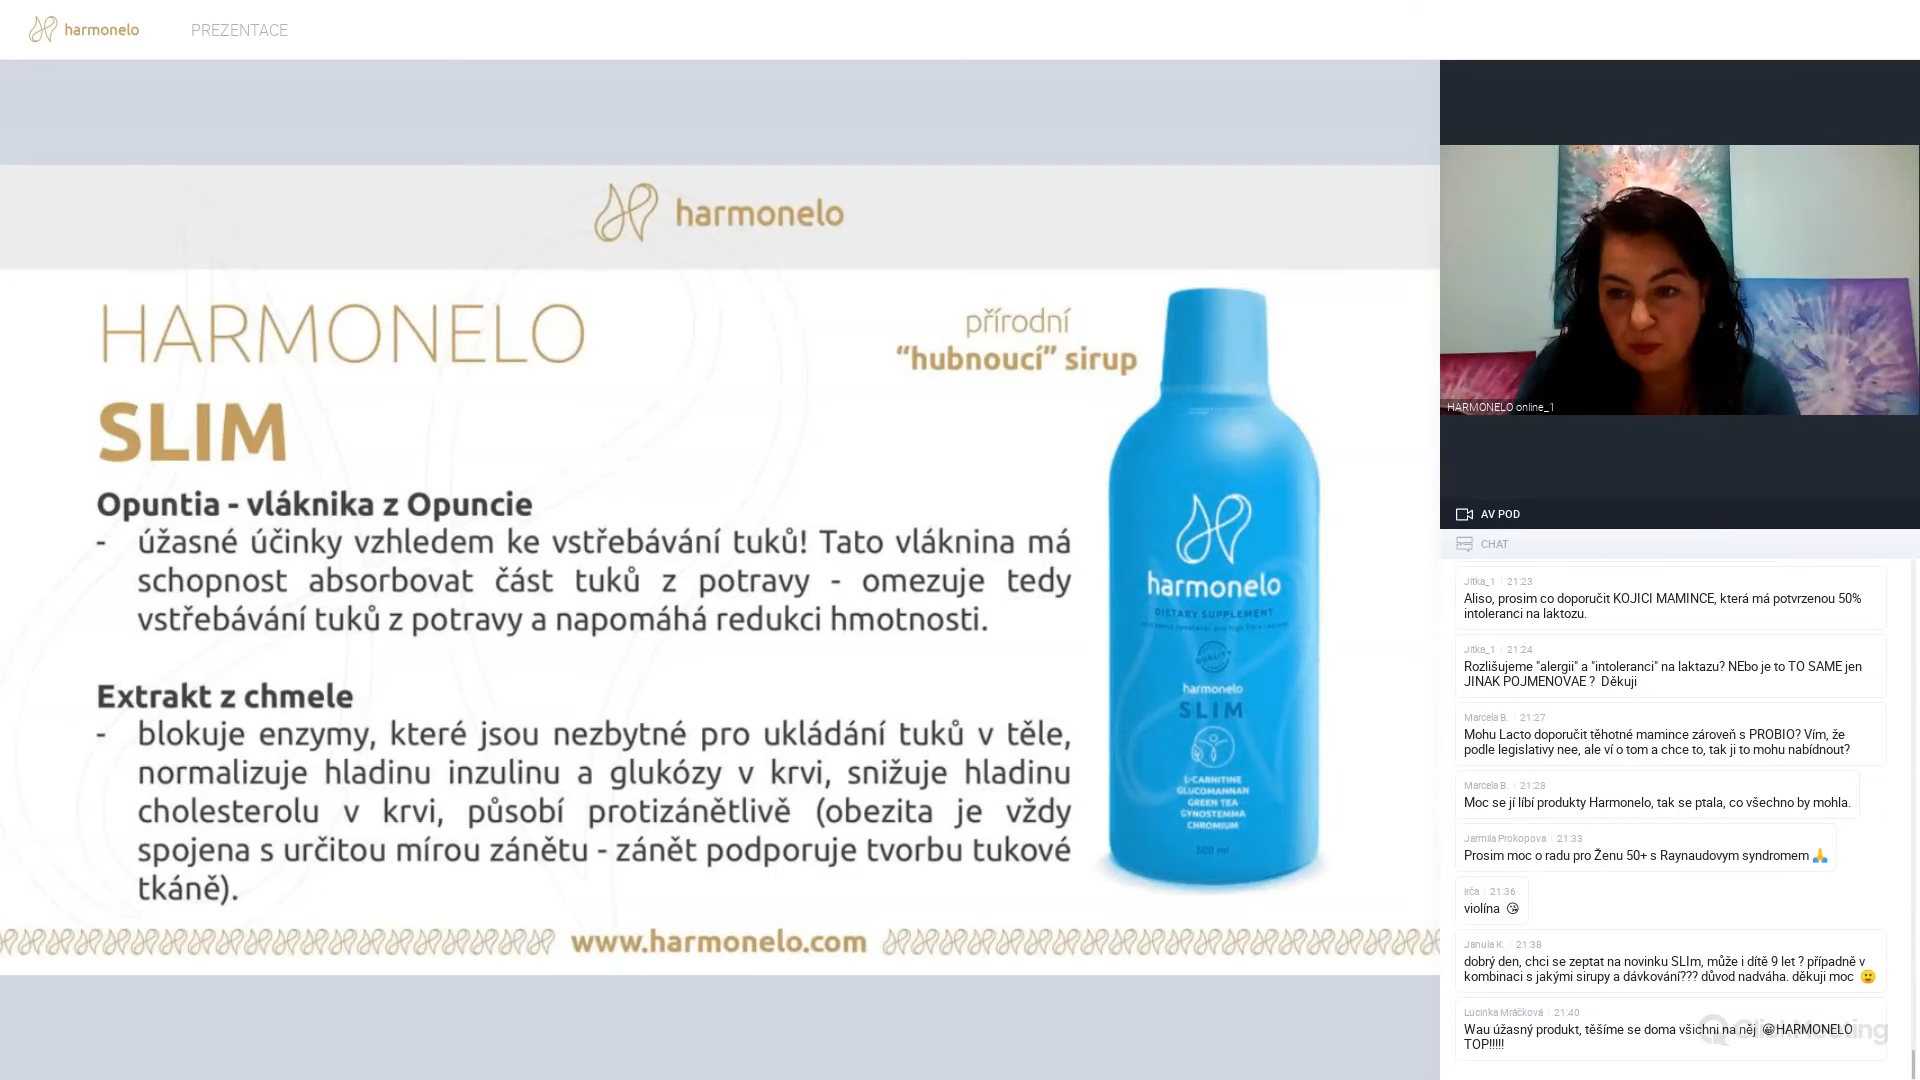 harmonelo
PREZENTACE
harmonelo
HARMONELO
SLIM
přírodní
“hubnoucí” sirup
Opuntia - vláknika z Opuncie
- úžasné účinky vzhledem ke vstřebávání tuků! Tato vláknina má
schopnost absorbovat část tuků z potravy - omezuje tedy
vstřebávání tuků z potravy a napomáhá redukci hmotnosti.
Extrakt z chmele
- blokuje enzymy, které jsou nezbytné pro ukládání tuků v těle,
normalizuje hladinu inzulinu a glukózy v krvi, snižuje hladinu
cholesterolu v krvi, působí protizánětlivě (obezita je vždy
spojena s určitou mírou zánětu - zánět podporuje tvorbu tukové
tkáně).
harmonelo
DIETARY SUPPLEMENT
QUALITY
harmonelo
SLIM
L-CARNITINE
GLUCOMANNAN
GREEN TEA
GYNOSTEMMA
CHROMIUM
500 ml
www.harmonelo.com
HARMONELO online_1
AV POD
CHAT
Jitka_1 21:23
Aliso, prosim co doporučit KOJICI MAMINCE, která má potvrzenou 50%
intoleranci na laktozu.
Jitka_1 21:24
Rozlišujeme "alergii" a "intoleranci" na laktazu? NEbo je to TO SAME jen
JINAK POJMENOVAE ? Děkuji
Marcela B. 21:27
Mohu Lacto doporučit těhotné mamince zároveň s PROBIO? Vím, že
podle legislativy nee, ale ví o tom a chce to, tak ji to mohu nabídnout?
Marcela B. 21:28
Moc se jí líbí produkty Harmonelo, tak se ptala, co všechno by mohla.
Jarmila Prokopova 21:33
Prosim moc o radu pro Ženu 50+ s Raynaudovym syndromem 🙏
irča 21:36
violína 😘
Janula K. 21:38
dobrý den, chci se zeptat na novinku SLIm, může i dítě 9 let ? případně v
kombinaci s jakými sirupy a dávkování??? důvod nadváha. děkuji moc 🙂
Lucinka Mráčková 21:40
Wau úžasný produkt, těšíme se doma všichni na něj 😀HARMONELO
TOP!!!!!
ClickMeeting